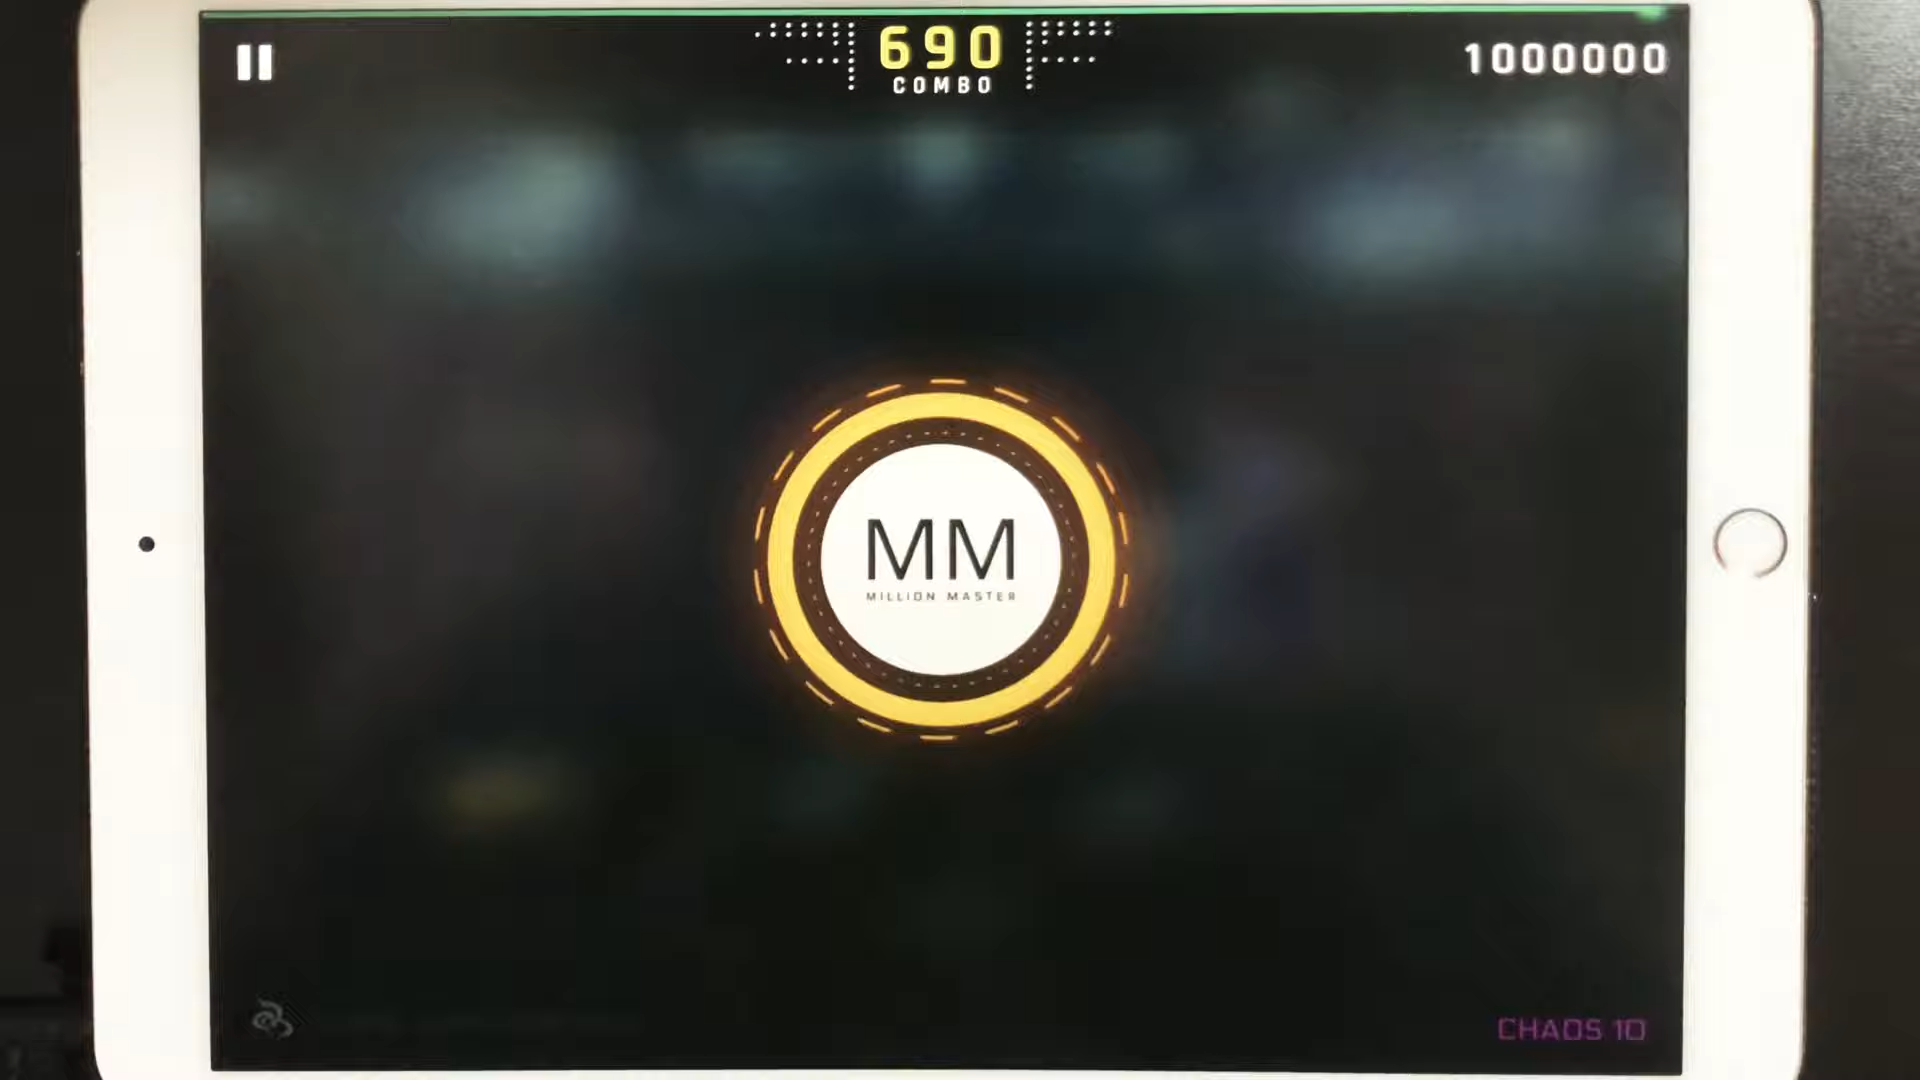 690
COMBO
1000000
MM
MILLION MASTER
CHAOS 10